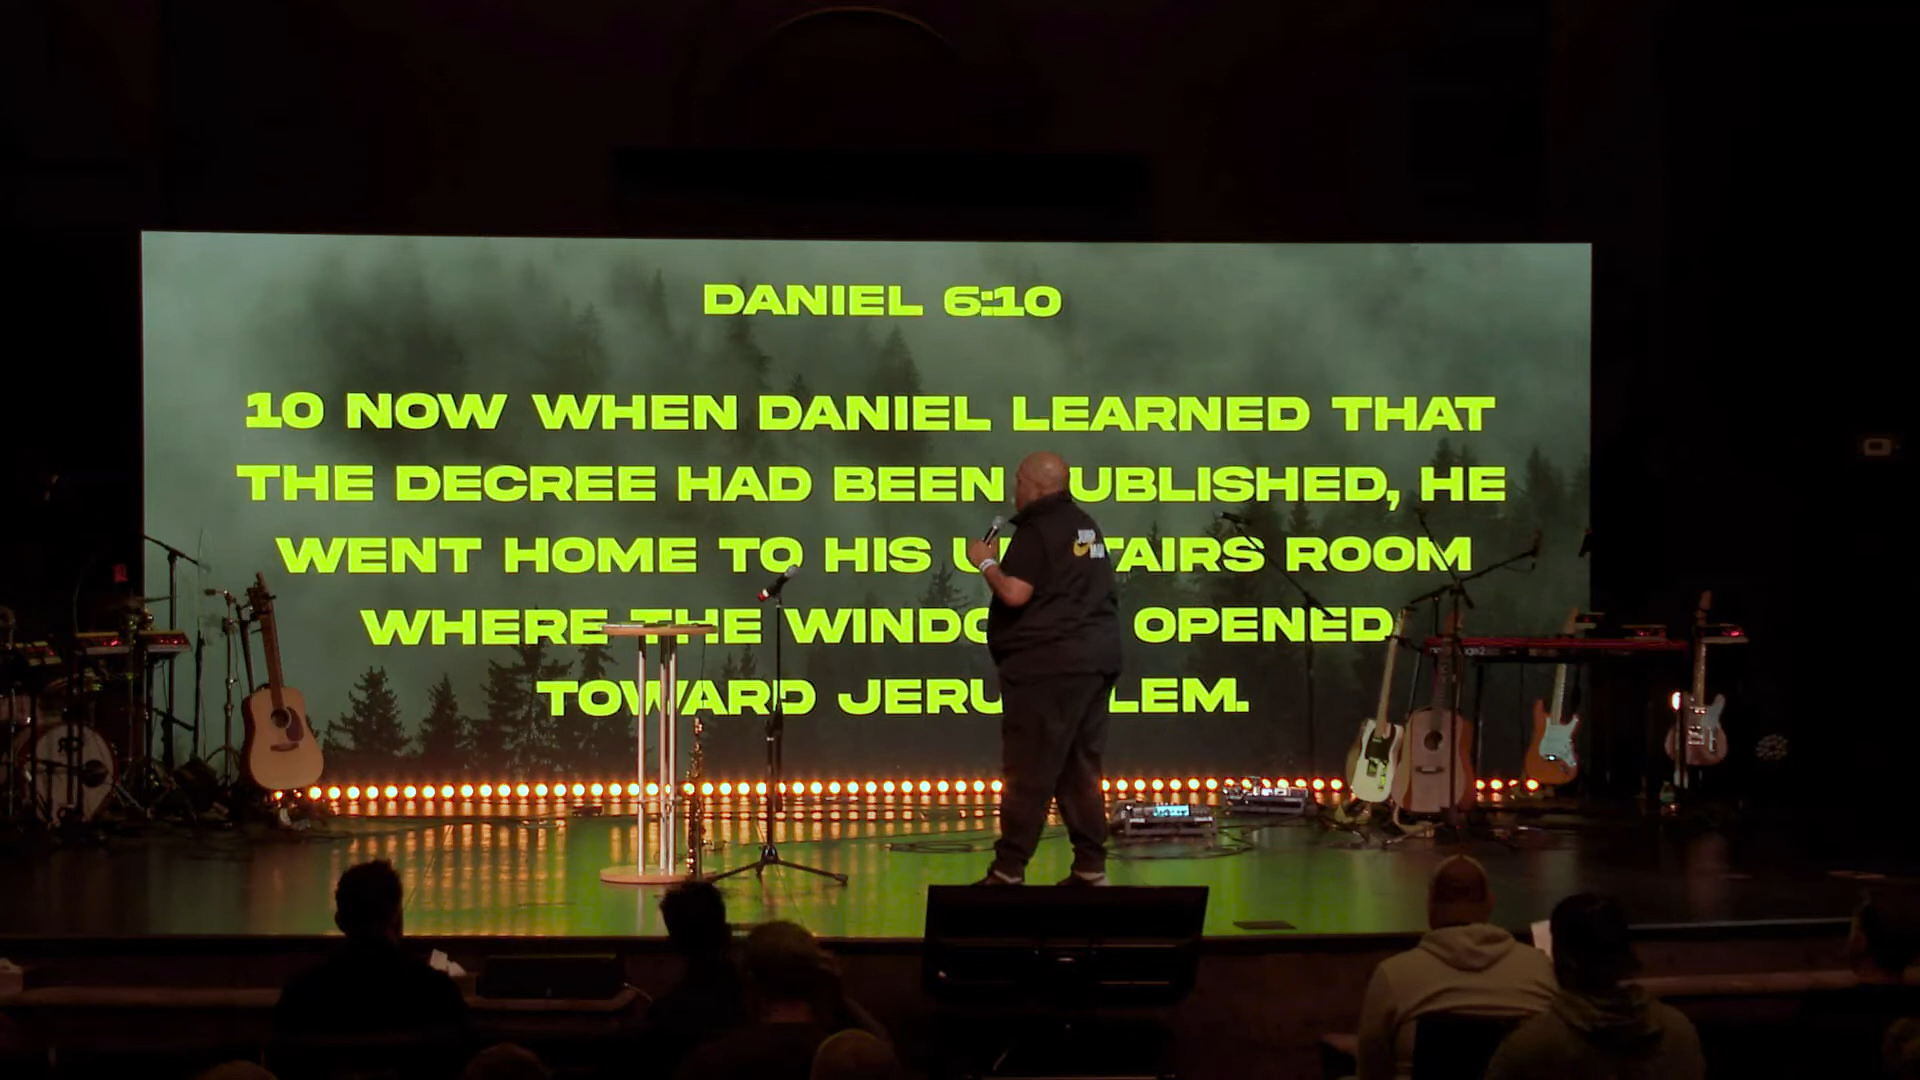 DANIEL 6:10
10 NOW WHEN DANIEL LEARNED THAT
THE DECREE HAD BEEN UBLISHED, HE
WENT HOME TO HIS U TAIRS ROOM
WHERE THE WINDO OPENED
TOWARD JERU LEM.